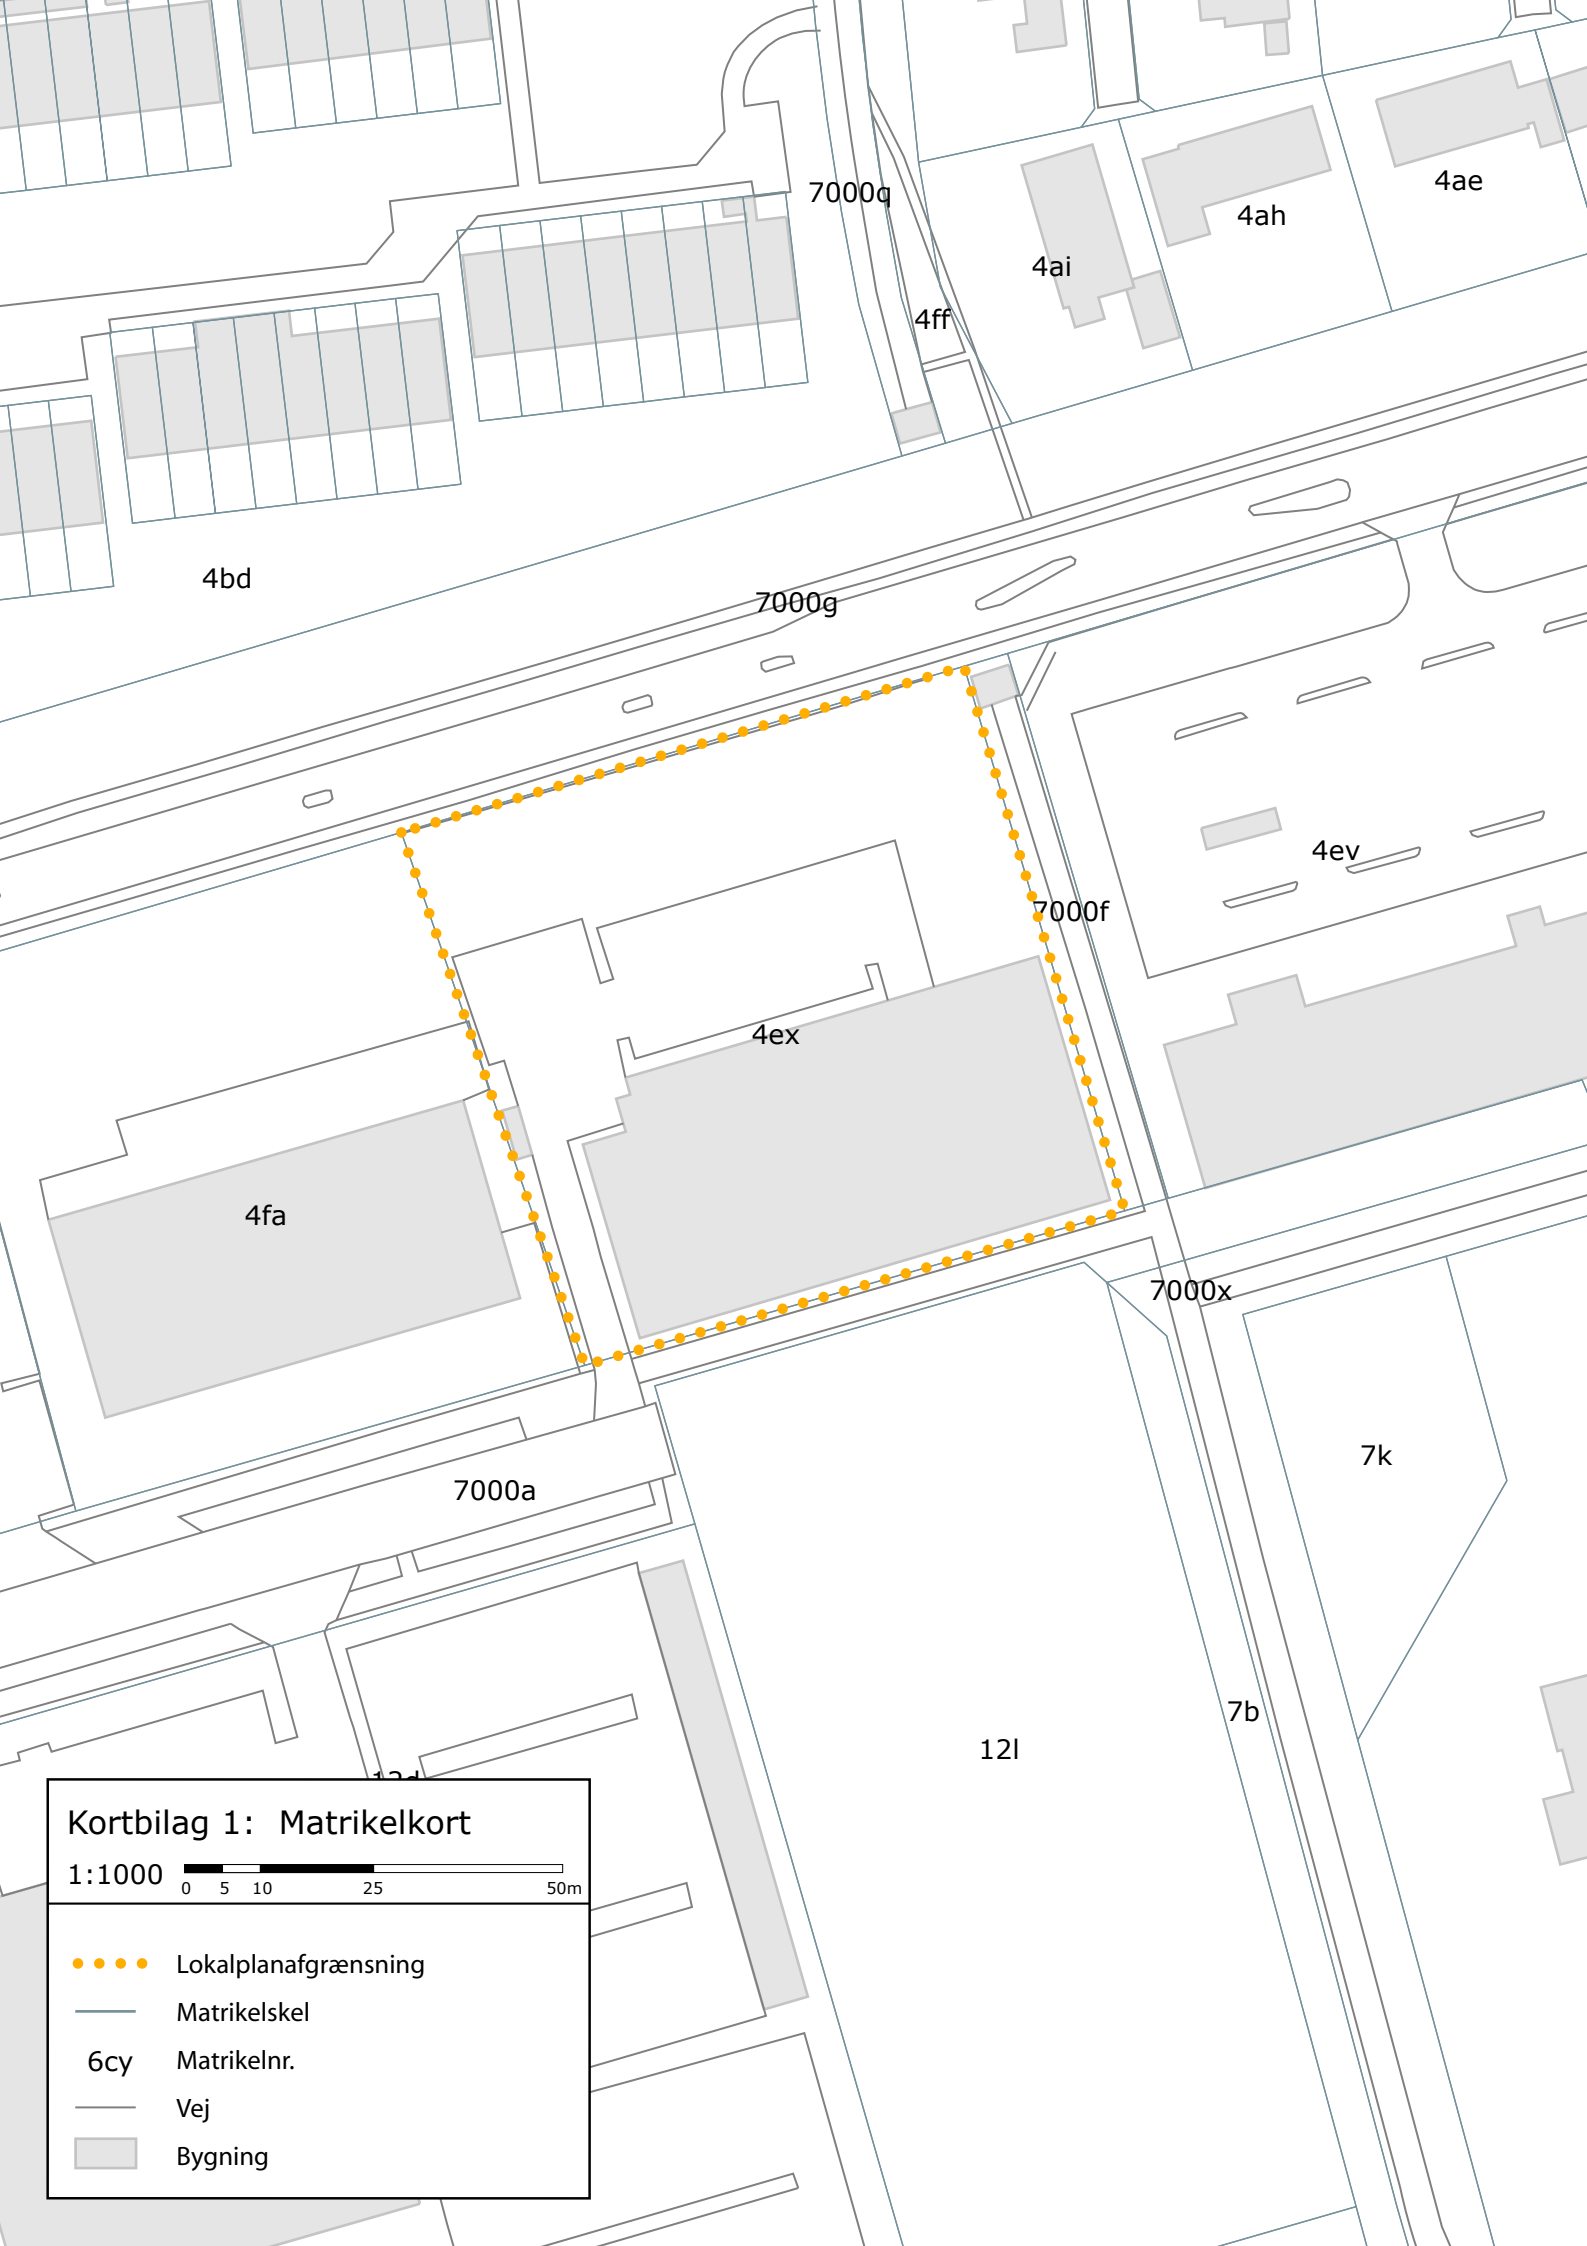 7000q
4ae
4ah
4ai
4ff
4bd
7000g
4ev
7000f
4ex
4fa
7000x
7k
7000a
7b
12l
Kortbilag 1: Matrikelkort
1:1000
0 5 10 25 50m
Lokalplanafgrænsning
Matrikelskel
6cy Matrikelnr.
Vej
Bygning